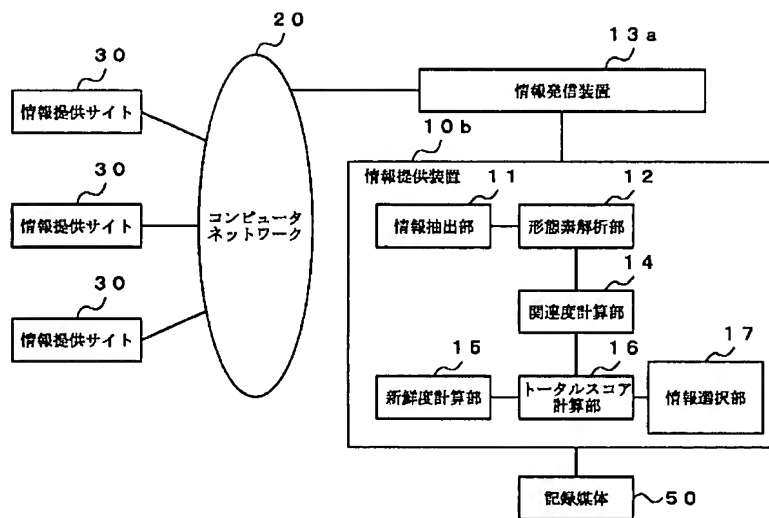 ２０
１３a
３０
情報提供サイト
情報発信装置
１０b
情報提供装置
１１
１２
３０
情報提供サイト
コンピュータ
ネットワーク
情報抽出部
形態素解析部
１４
関連度計算部
３０
情報提供サイト
１５
１６
１７
新鮮度計算部
トータルスコア
計算部
情報選択部
記録媒体
５０